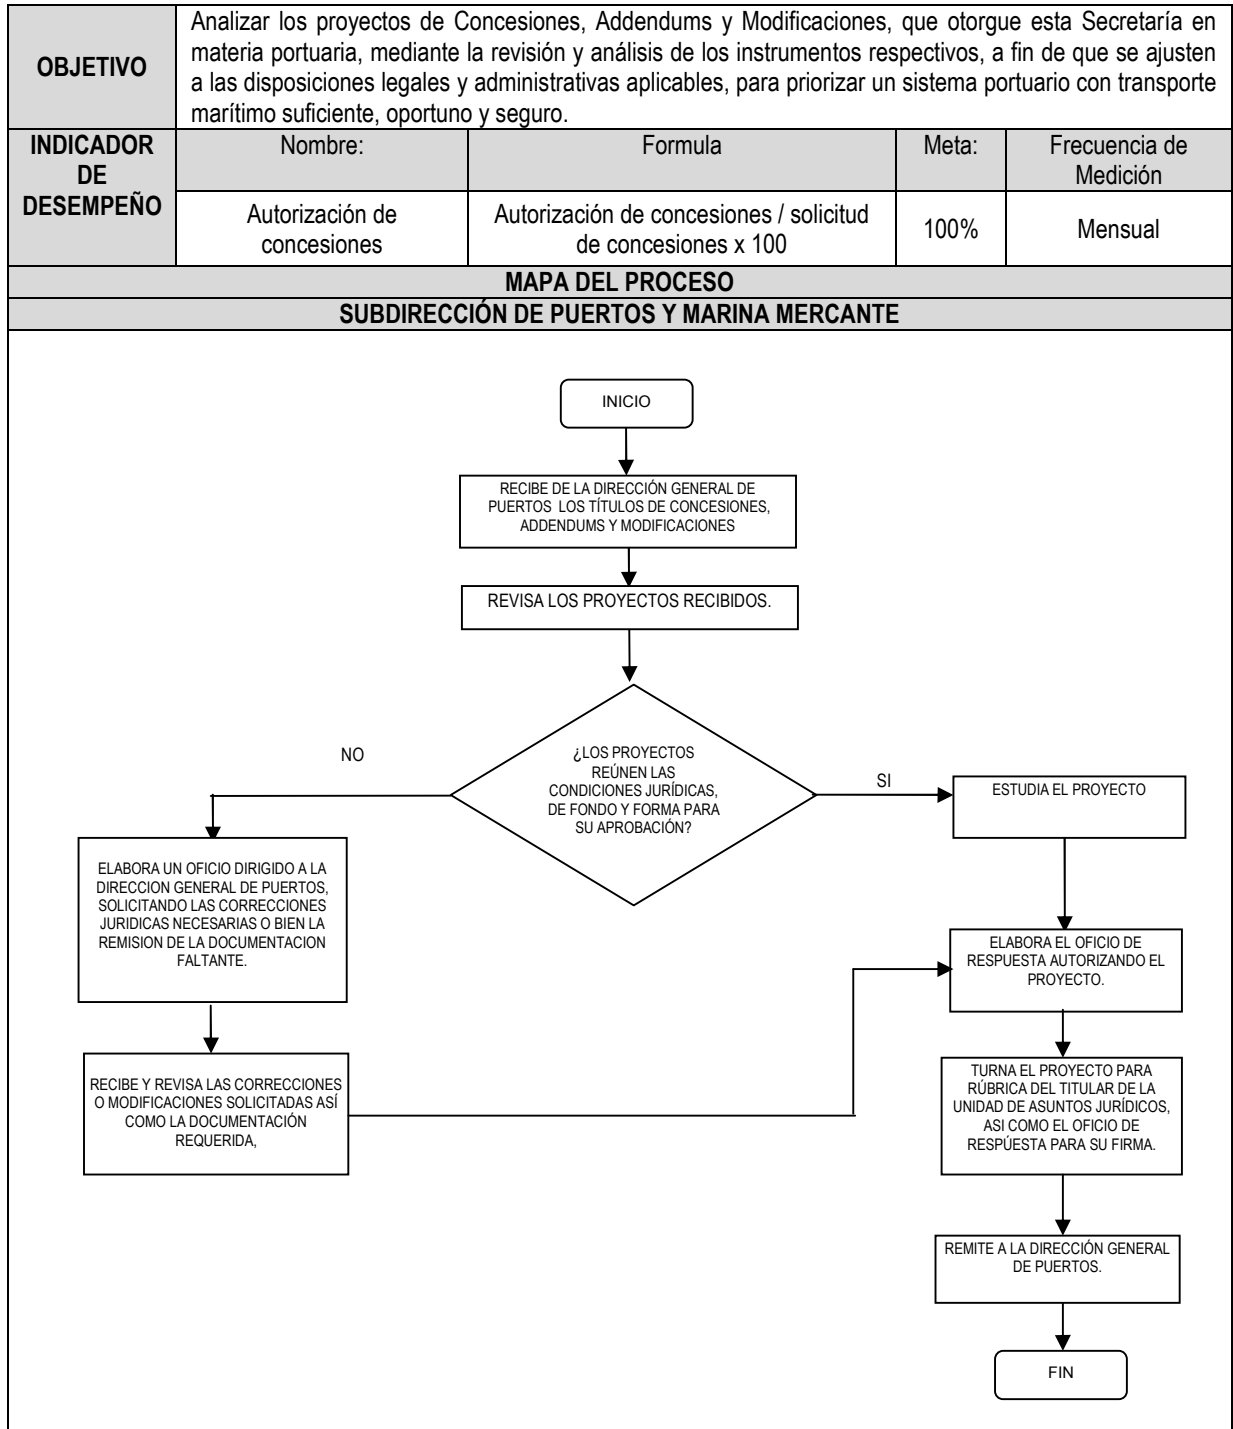 OBJETIVO
Analizar los proyectos de Concesiones, Addendums y Modificaciones, que otorgue esta Secretaría en
materia portuaria, mediante la revisión y análisis de los instrumentos respectivos, a fin de que se ajusten
a las disposiciones legales y administrativas aplicables, para priorizar un sistema portuario con transporte
marítimo suficiente, oportuno y seguro.
INDICADOR
DE
DESEMPEÑO
Nombre:
Formula
Meta:
Frecuencia de
Medición
Autorización de
concesiones
Autorización de concesiones / solicitud
de concesiones x 100
100%
Mensual
MAPA DEL PROCESO
SUBDIRECCIÓN DE PUERTOS Y MARINA MERCANTE
INICIO
RECIBE DE LA DIRECCIÓN GENERAL DE
PUERTOS LOS TÍTULOS DE CONCESIONES,
ADDENDUMS Y MODIFICACIONES
REVISA LOS PROYECTOS RECIBIDOS.
¿LOS PROYECTOS
REÚNEN LAS
CONDICIONES JURÍDICAS,
DE FONDO Y FORMA PARA
SU APROBACIÓN?
NO
SI
ELABORA UN OFICIO DIRIGIDO A LA
DIRECCION GENERAL DE PUERTOS,
SOLICITANDO LAS CORRECCIONES
JURIDICAS NECESARIAS O BIEN LA
REMISION DE LA DOCUMENTACION
FALTANTE.
RECIBE Y REVISA LAS CORRECCIONES
O MODIFICACIONES SOLICITADAS ASÍ
COMO LA DOCUMENTACIÓN
REQUERIDA,
ESTUDIA EL PROYECTO
ELABORA EL OFICIO DE
RESPUESTA AUTORIZANDO EL
PROYECTO.
TURNA EL PROYECTO PARA
RÚBRICA DEL TITULAR DE LA
UNIDAD DE ASUNTOS JURÍDICOS,
ASI COMO EL OFICIO DE
RESPÚESTA PARA SU FIRMA.
REMITE A LA DIRECCIÓN GENERAL
DE PUERTOS.
FIN